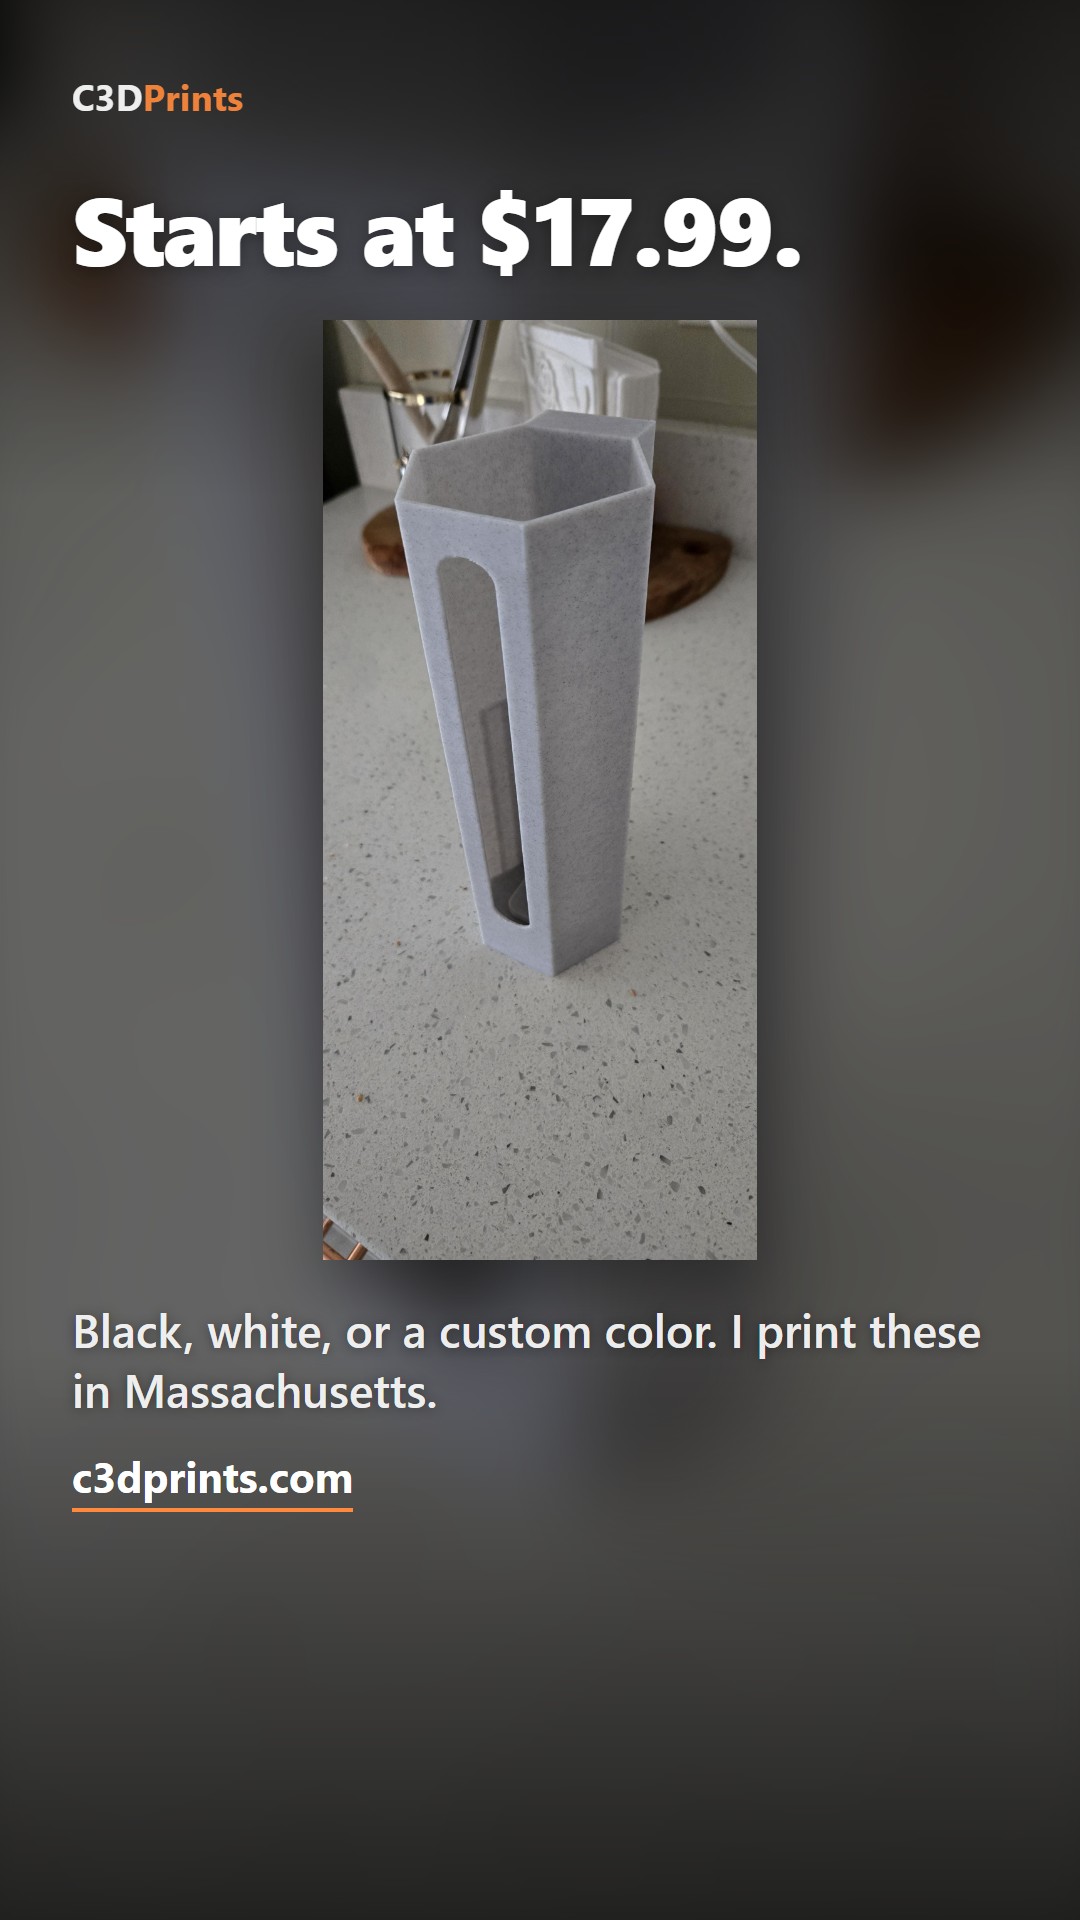 C3DPrints
Starts at $17.99.
Black, white, or a custom color. I print these
in Massachusetts.
c3dprints.com